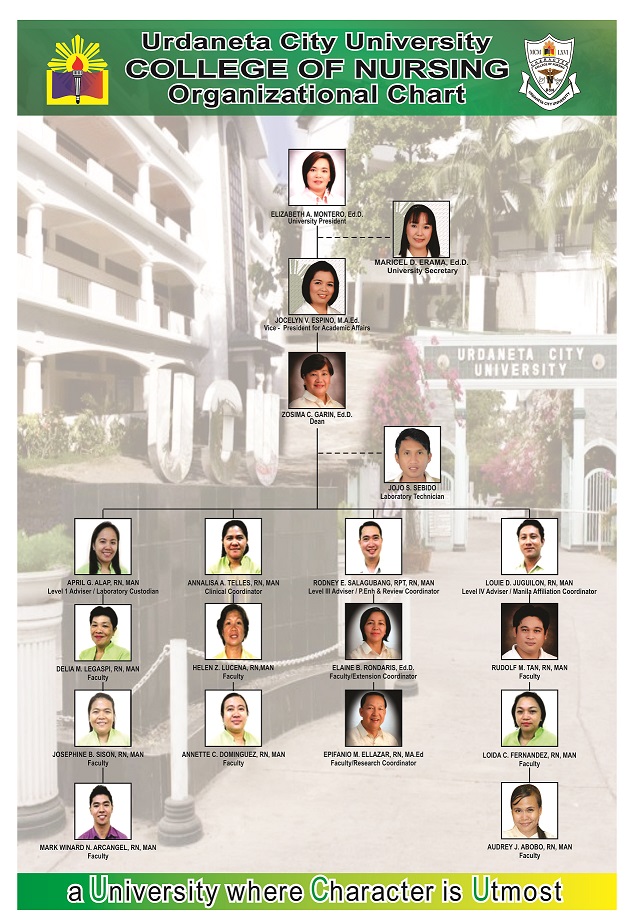 Urdaneta City University
COLLEGE OF NURSING
Organizational Chart
ELIZABETH A. MONTERO, Ed.D.
University President
MARICEL D. ERAMA, Ed.D.
University Secretary
JOCELYN V. ESPINO, M.A.Ed.
Vice - President for Academic Affairs
URDANETA CITY
UNIVERSITY
UCU
ZOSIMA C. GARIN, Ed.D.
Dean
JOJO S. SEBIDO
Laboratory Technician
APRIL G. ALAP, RN, MAN
Level 1 Adviser / Laboratory Custodian
ANNALISA A. TELLES, RN, MAN
Clinical Coordinator
RODNEY E. SALAGUBANG, RPT, RN, MAN
Level III Adviser / P.Enh & Review Coordinator
LOUIE D. JUGUILON, RN, MAN
Level IV Adviser / Manila Affiliation Coordinator
DELIA M. LEGASPI, RN, MAN
Faculty
HELEN Z. LUCENA, RN,MAN
Faculty
ELAINE B. RONDARIS, Ed.D.
Faculty/Extension Coordinator
RUDOLF M. TAN, RN, MAN
Faculty
JOSEPHINE B. SISON, RN, MAN
Faculty
ANNETTE C. DOMINGUEZ, RN, MAN
Faculty
EPIFANIO M. ELLAZAR, RN, MA.Ed
Faculty/Research Coordinator
LOIDA C. FERNANDEZ, RN, MAN
Faculty
MARK WINARD N. ARCANGEL, RN, MAN
Faculty
AUDREY J. ABOBO, RN, MAN
Faculty
a University where Character is Utmost